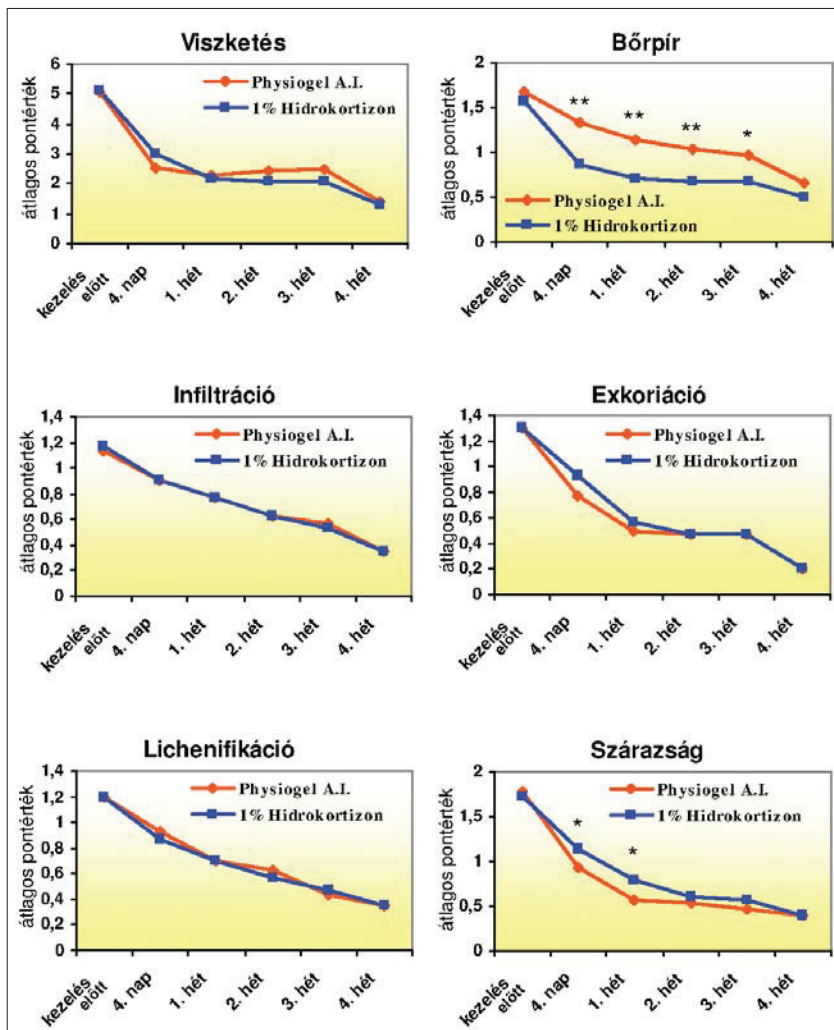 Viszketés
átlagos pontérték
6
5
4
3
2
1
0
Physiogel A.I.
1% Hidrokortizon
kezelés
előtt
4. nap
1. hét
2. hét
3. hét
4. hét
Bőrpír
átlagos pontérték
2
1,5
1
0,5
0
**
**
**
*
Physiogel A.I.
1% Hidrokortizon
kezelés
előtt
4. nap
1. hét
2. hét
3. hét
4. hét
Infiltráció
átlagos pontérték
1,4
1,2
1
0,8
0,6
0,4
0,2
0
Physiogel A.I.
1% Hidrokortizon
kezelés
előtt
4. nap
1. hét
2. hét
3. hét
4. hét
Exkoriáció
átlagos pontérték
1,4
1,2
1
0,8
0,6
0,4
0,2
0
Physiogel A.I.
1% Hidrokortizon
kezelés
előtt
4. nap
1. hét
2. hét
3. hét
4. hét
Lichenifikáció
átlagos pontérték
1,4
1,2
1
0,8
0,6
0,4
0,2
0
Physiogel A.I.
1% Hidrokortizon
kezelés
előtt
4. nap
1. hét
2. hét
3. hét
4. hét
Szárazság
átlagos pontérték
2
1,5
1
0,5
0
Physiogel A.I.
1% Hidrokortizon
*
*
kezelés
előtt
4. nap
1. hét
2. hét
3. hét
4. hét